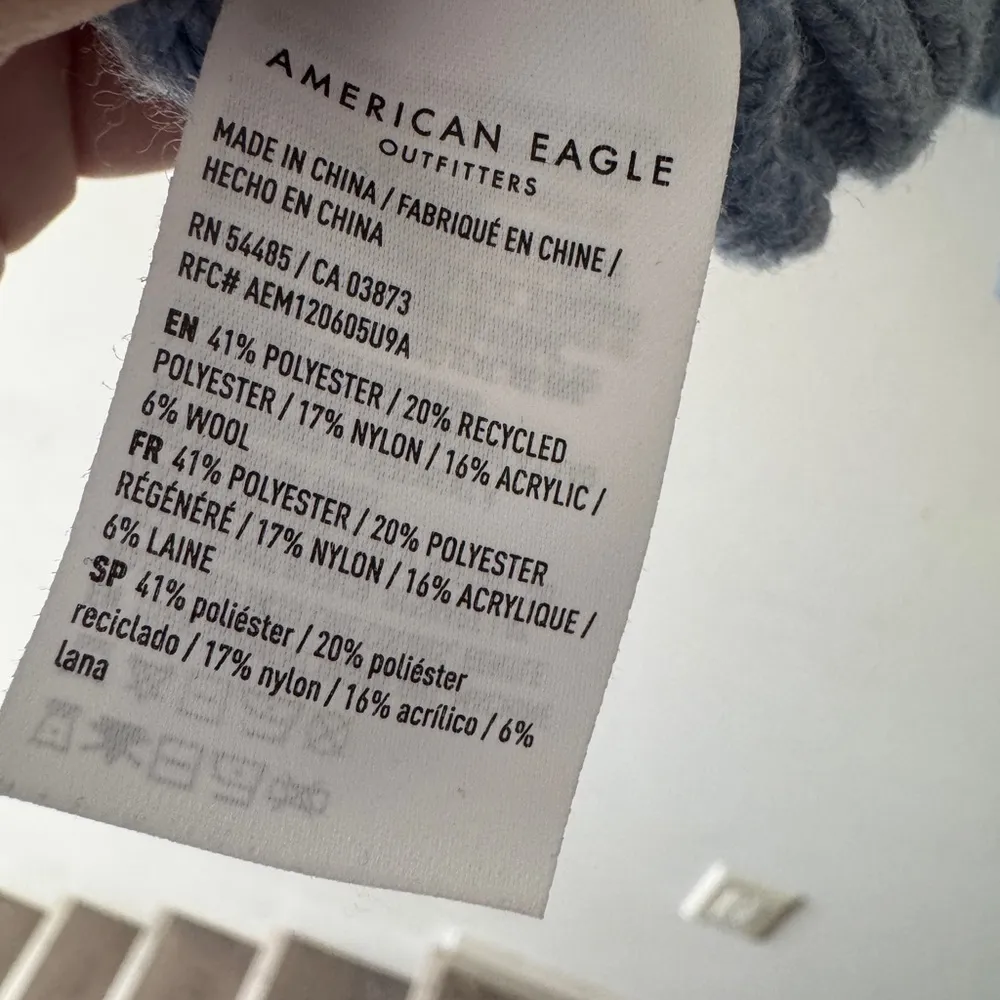 AMERICAN EAGLE
OUTFITTERS
MADE IN CHINA / FABRIQUÉ EN CHINE /
HECHO EN CHINA
RN 54485 / CA 03873
RFC# AEM120605U9A
EN 41% POLYESTER / 20% RECYCLED
POLYESTER / 17% NYLON / 16% ACRYLIC /
6% WOOL
FR 41% POLYESTER / 20% POLYESTER
RÉGÉNÉRÉ / 17% NYLON / 16% ACRYLIQUE /
6% LAINE
SP 41% poliéster / 20% poliéster
reciclado / 17% nylon / 16% acrílico / 6%
lana